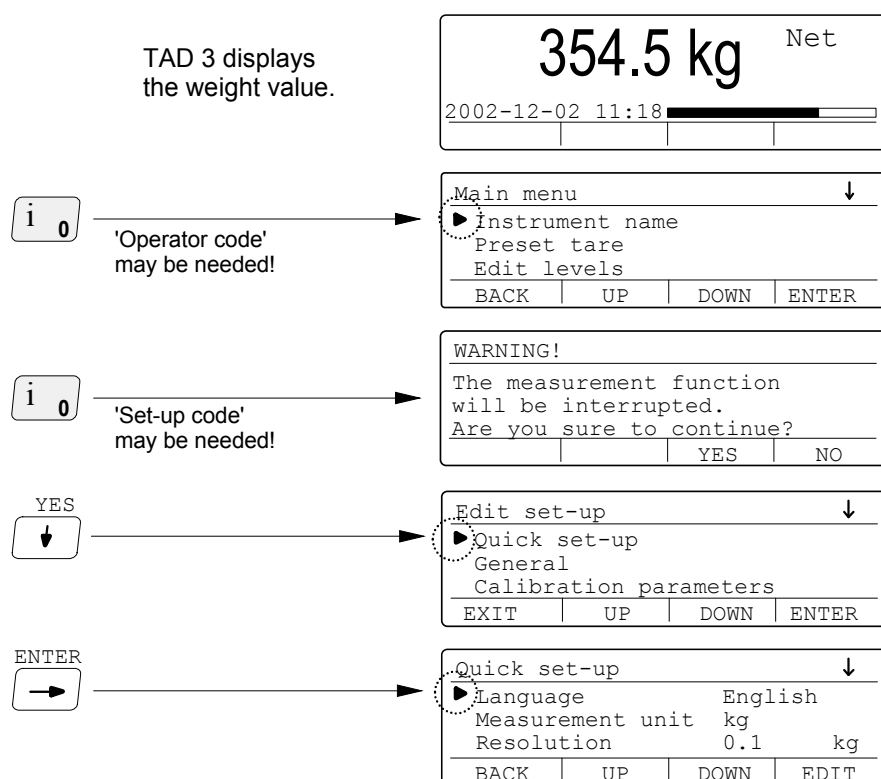 TAD 3 displays
the weight value.
354.5 kg Net
2002-12-02 11:18
i 0
'Operator code'
may be needed!
Main menu ↓
Instrument name
Preset tare
Edit levels
BACK UP DOWN ENTER
i 0
'Set-up code'
may be needed!
WARNING!
The measurement function
will be interrupted.
Are you sure to continue?
YES NO
YES
Edit set-up ↓
Quick set-up
General
Calibration parameters
EXIT UP DOWN ENTER
ENTER
Quick set-up ↓
Language English
Measurement unit kg
Resolution 0.1 kg
BACK UP DOWN EDIT